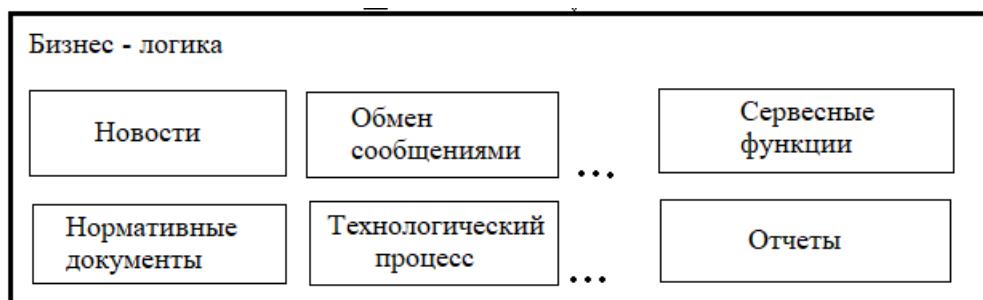 Бизнес - логика
Новости
Обмен
сообщениями
...
Сервесные
функции
Нормативные
документы
Технологический
процесс
...
Отчеты